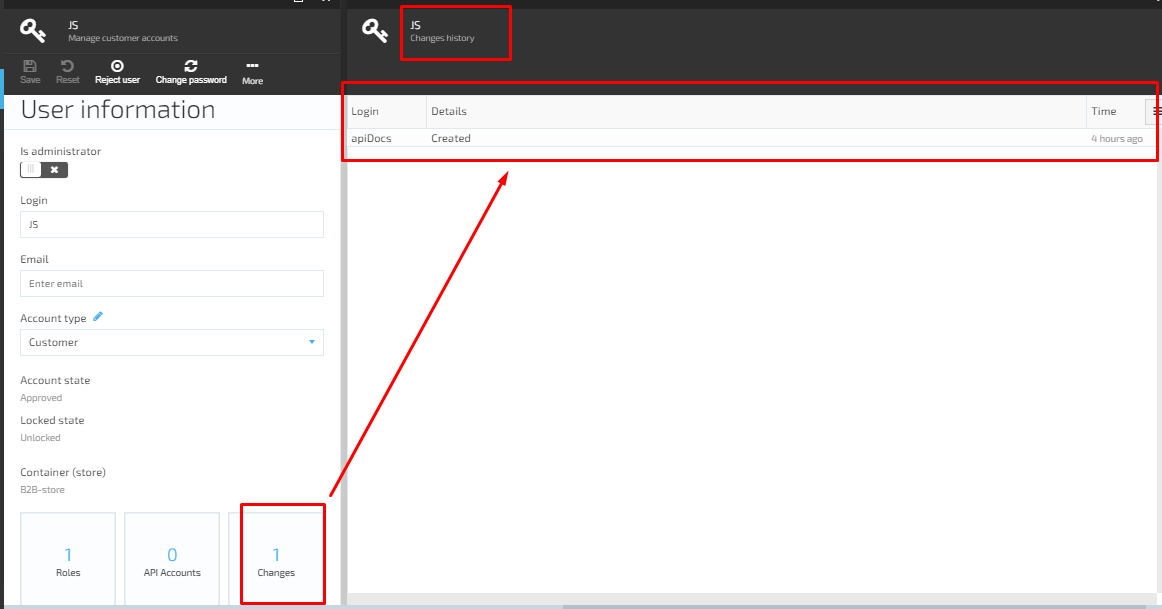 JS
Manage customer accounts
Save Reset Reject user Change password More
User information
Is administrator
Login
JS
Email
Enter email
Account type
Customer
Account state
Approved
Locked state
Unlocked
Container (store)
B2B-store
1 0 1
Roles API Accounts Changes
JS
Changes history
Login Details Time
apiDocs Created 4 hours ago